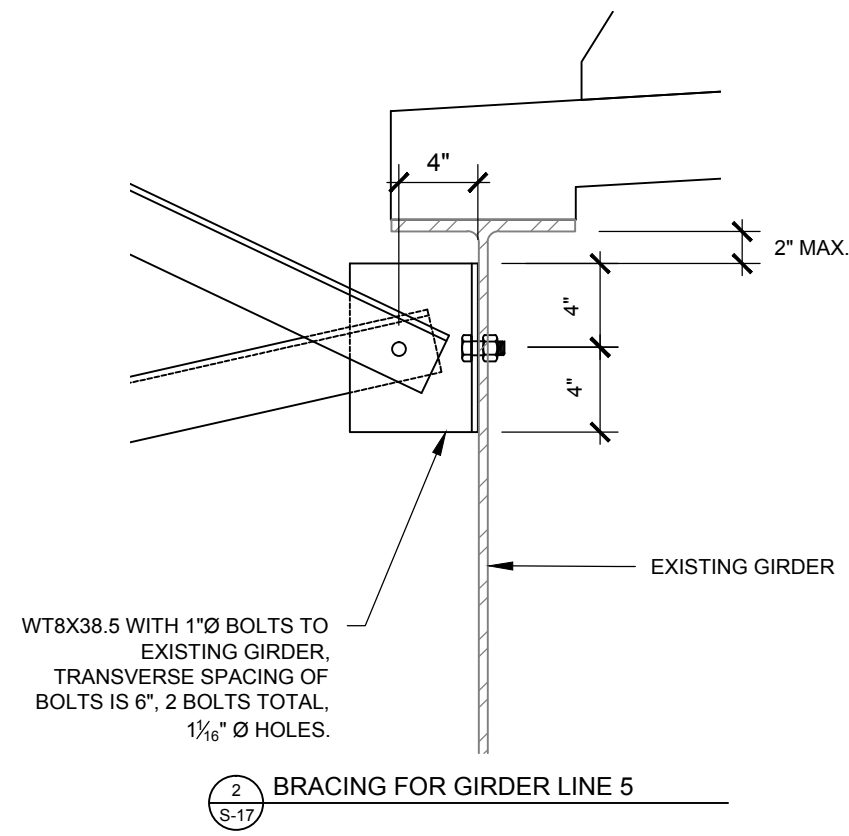 4"
2" MAX.
4"
4"
EXISTING GIRDER
WT8X38.5 WITH 1"Ø BOLTS TO
EXISTING GIRDER,
TRANSVERSE SPACING OF
BOLTS IS 6", 2 BOLTS TOTAL,
1 1⁄16" Ø HOLES.
2
S-17
BRACING FOR GIRDER LINE 5